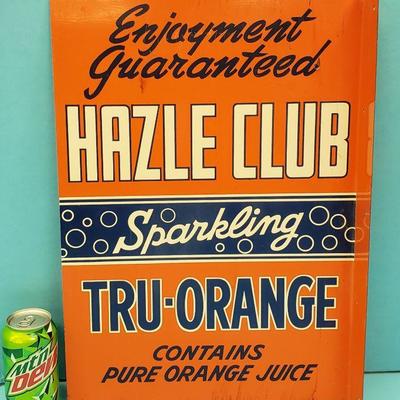 Enjoyment
Guaranteed
HAZLE CLUB
Sparkling
TRU-ORANGE
CONTAINS
PURE ORANGE JUICE
Mtn
Dew